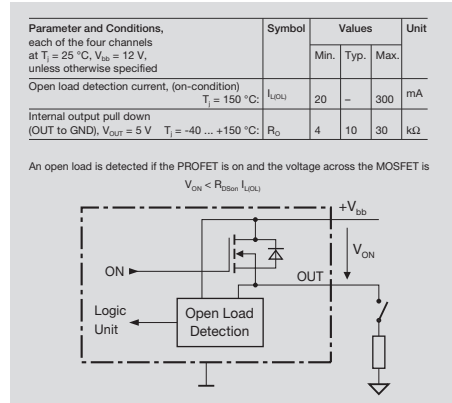 Parameter and Conditions, Symbol Values Unit
each of the four channels
at Tj = 25 °C, Vbb = 12 V, Min. Typ. Max.
unless otherwise specified
Open load detection current, (on-condition)
Tj = 150 °C: IL(OL) 20 – 300 mA
Internal output pull down
(OUT to GND), VOUT = 5 V Tj = -40 ... +150 °C: RO 4 10 30 kΩ
An open load is detected if the PROFET is on and the voltage across the MOSFET is
VON < RDSon IL(OL)
+Vbb
VON
ON
OUT
Logic
Unit
Open Load
Detection